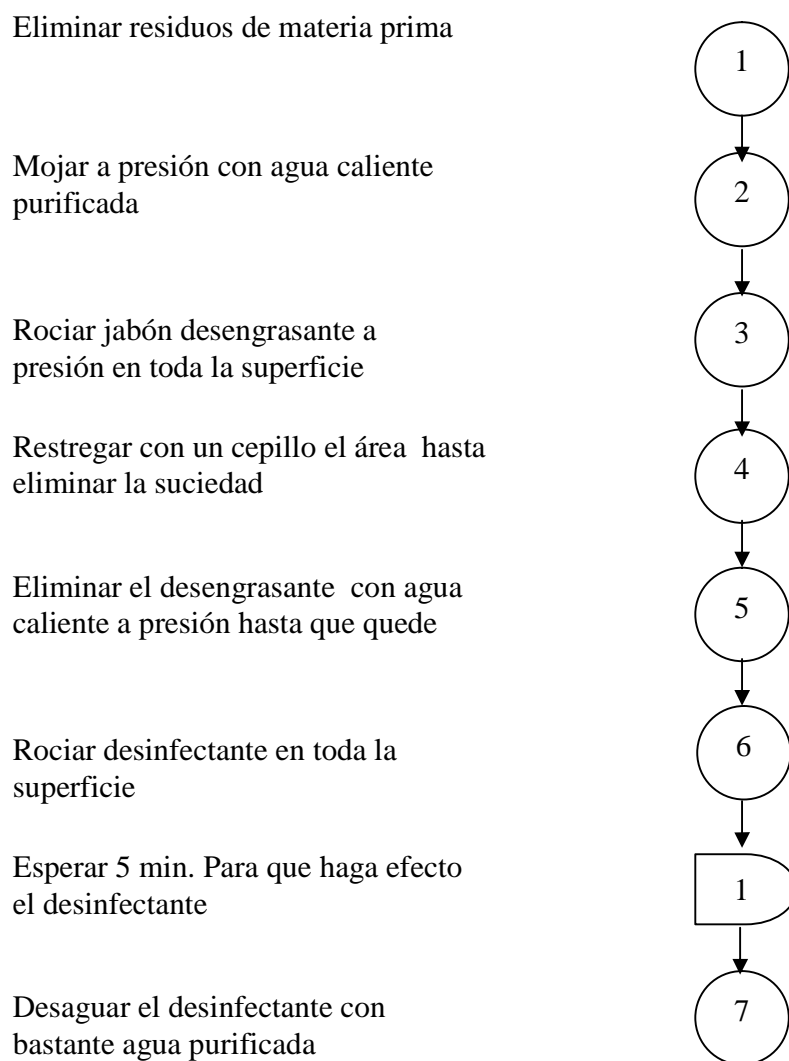 Eliminar residuos de materia prima
1
Mojar a presión con agua caliente
purificada
2
Rociar jabón desengrasante a
presión en toda la superficie
3
Restregar con un cepillo el área hasta
eliminar la suciedad
4
Eliminar el desengrasante con agua
caliente a presión hasta que quede
5
Rociar desinfectante en toda la
superficie
6
Esperar 5 min. Para que haga efecto
el desinfectante
1
Desaguar el desinfectante con
bastante agua purificada
7